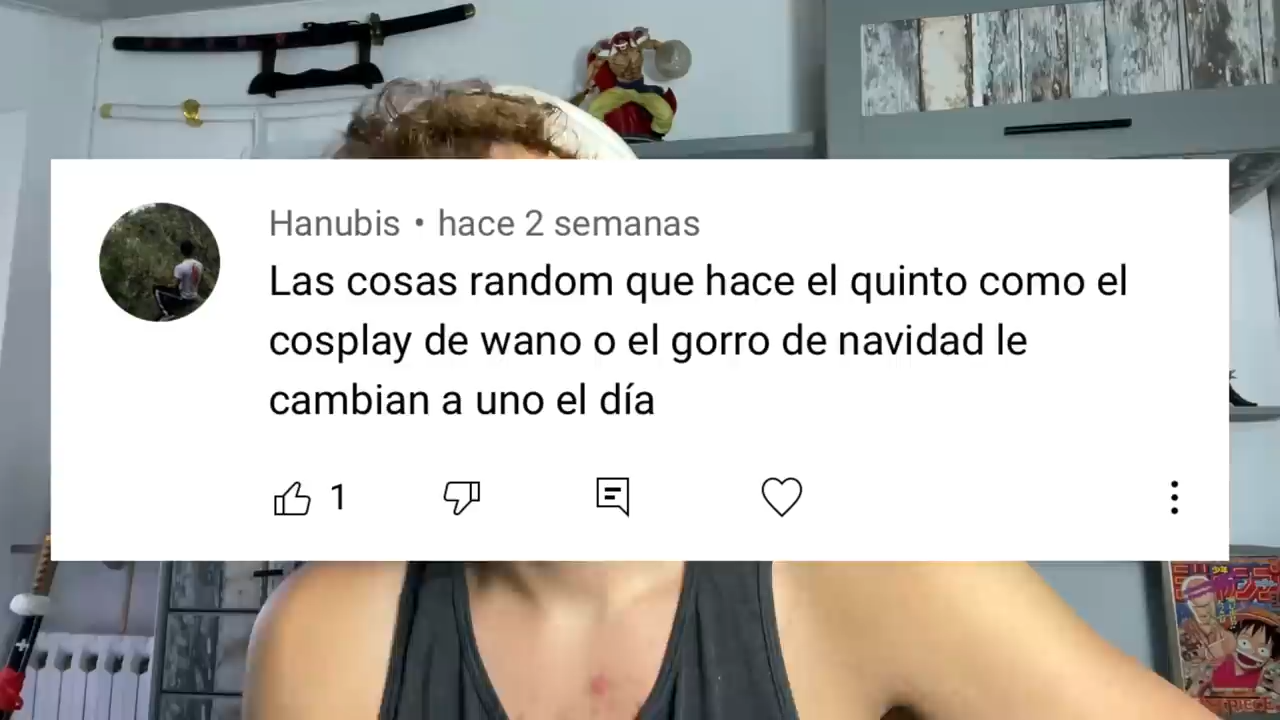 Hanubis • hace 2 semanas
Las cosas random que hace el quinto como el
cosplay de wano o el gorro de navidad le
cambian a uno el día
1